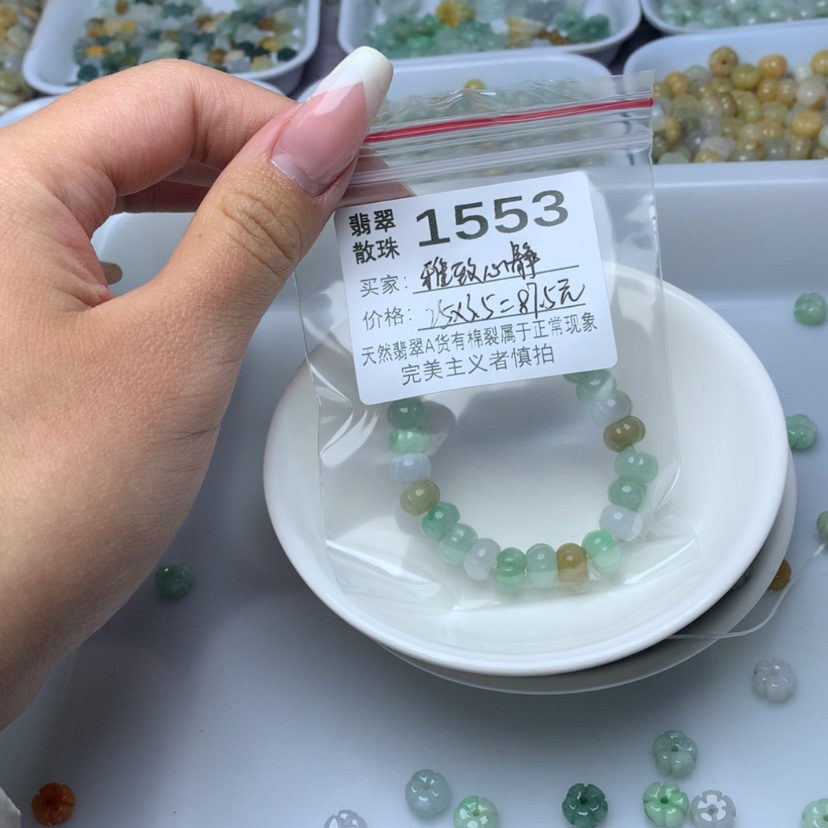 翡翠 1553
散珠
买家: 雅致心静
价格: 25x3.5=87.5元
天然翡翠A货有棉裂属于正常现象
完美主义者慎拍